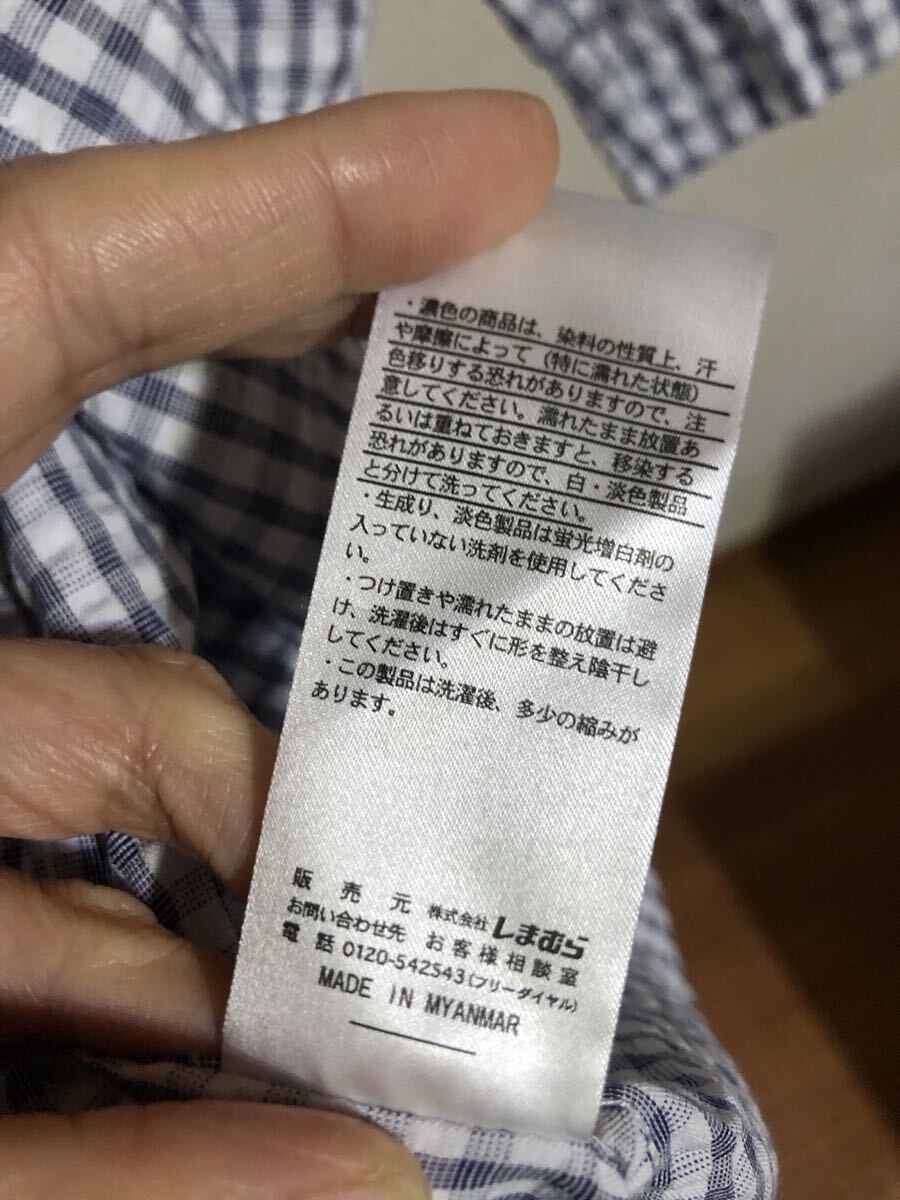 ・濃色の商品は、染料の性質上、汗
や摩擦によって（特に濡れた状態）
色移りする恐れがありますので、注
意してください。濡れたまま放置あ
るいは重ねておきますと、移染する
恐れがありますので、白・淡色製品
と分けて洗ってください。
・生成り、淡色製品は蛍光増白剤の
入っていない洗剤を使用してくださ
い。
・つけ置きや濡れたままの放置は避
け、洗濯後はすぐに形を整え陰干し
してください。
・この製品は洗濯後、多少の縮みが
あります。
販売元 株式会社しまむら
お問い合わせ先 お客様相談室
電話 0120-542543(フリーダイヤル)
MADE IN MYANMAR